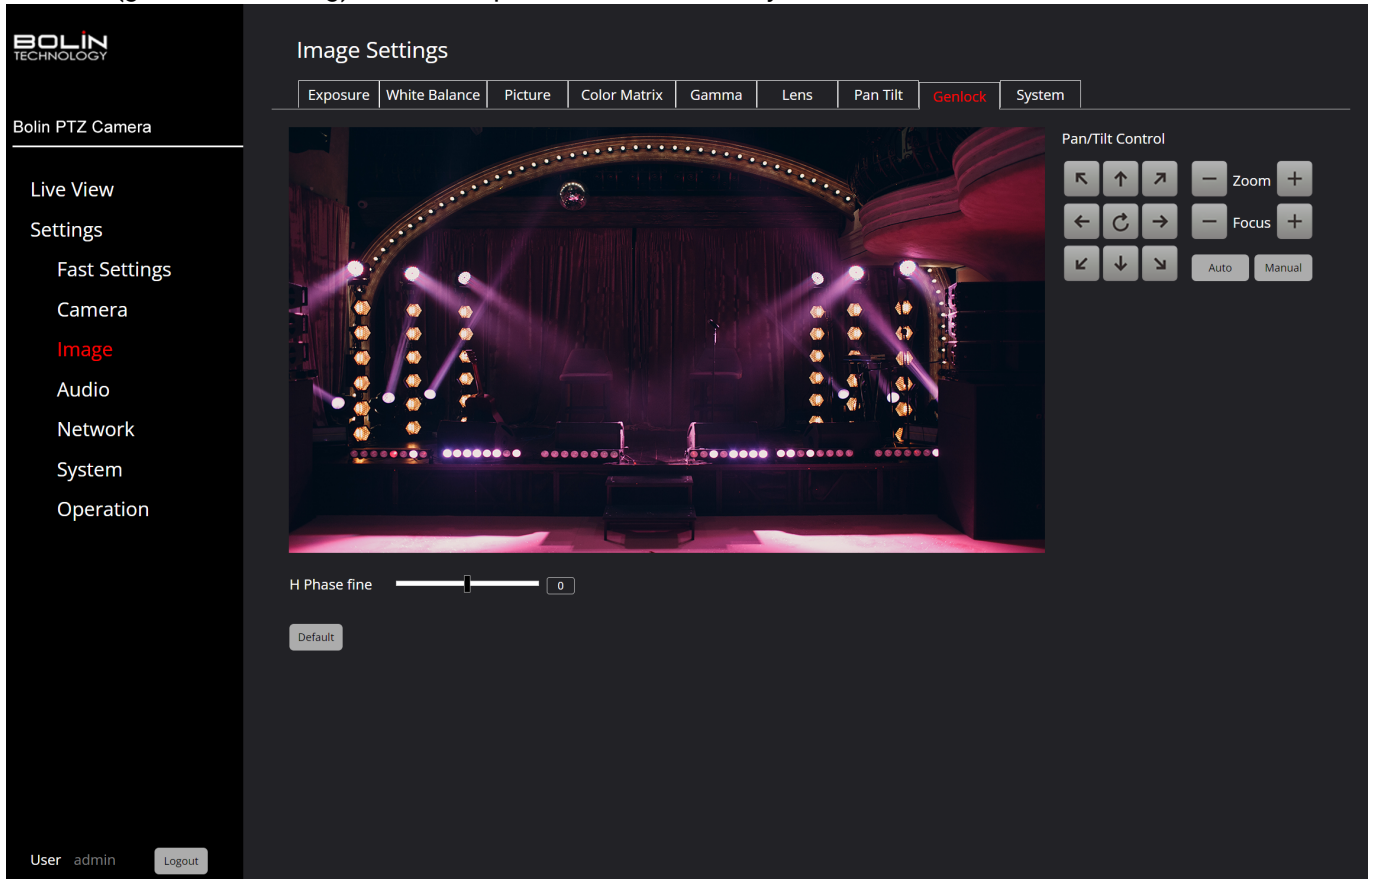 BOLIN
TECHNOLOGY
Bolin PTZ Camera
Live View
Settings
Fast Settings
Camera
Image
Audio
Network
System
Operation
User admin Logout
Image Settings
Exposure White Balance Picture Color Matrix Gamma Lens Pan Tilt Genlock System
Pan/Tilt Control
Zoom
Focus
Auto Manual
H Phase fine 0
Default